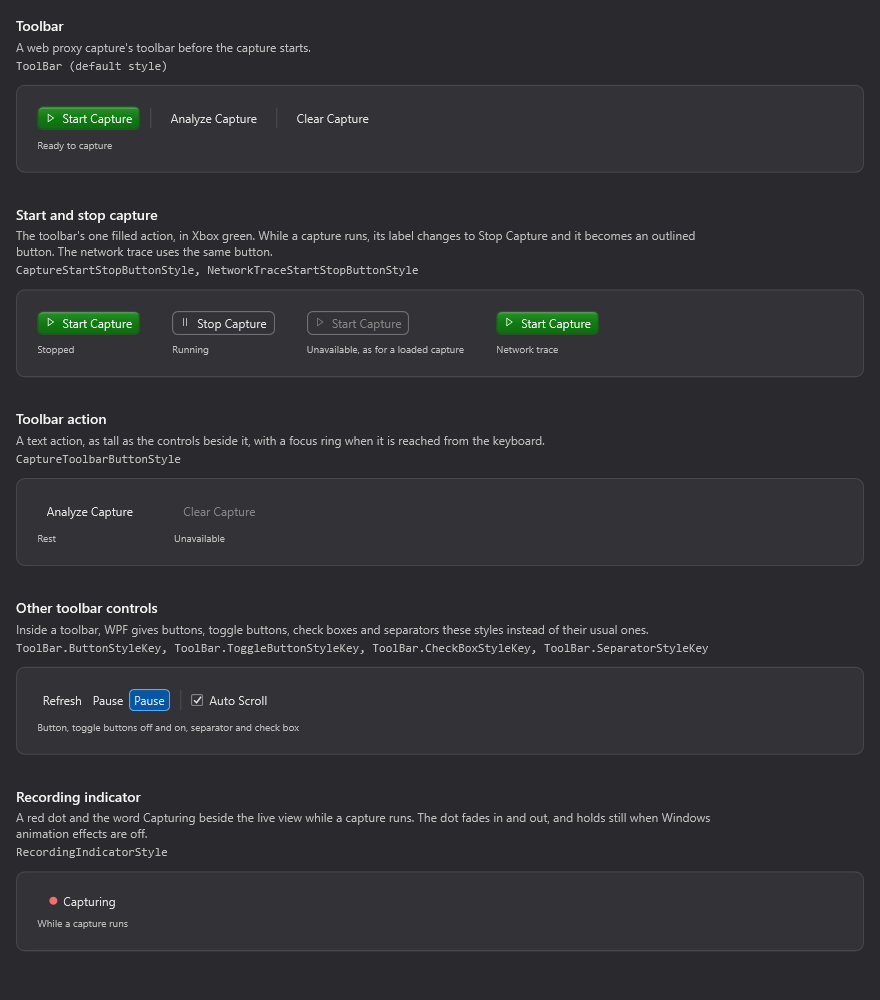 Toolbar
A web proxy capture's toolbar before the capture starts.
ToolBar (default style)
Start Capture Analyze Capture Clear Capture
Ready to capture
Start and stop capture
The toolbar's one filled action, in Xbox green. While a capture runs, its label changes to Stop Capture and it becomes an outlined
button. The network trace uses the same button.
CaptureStartStopButtonStyle, NetworkTraceStartStopButtonStyle
Start Capture Stop Capture Start Capture Start Capture
Stopped Running Unavailable, as for a loaded capture Network trace
Toolbar action
A text action, as tall as the controls beside it, with a focus ring when it is reached from the keyboard.
CaptureToolbarButtonStyle
Analyze Capture Clear Capture
Rest Unavailable
Other toolbar controls
Inside a toolbar, WPF gives buttons, toggle buttons, check boxes and separators these styles instead of their usual ones.
ToolBar.ButtonStyleKey, ToolBar.ToggleButtonStyleKey, ToolBar.CheckBoxStyleKey, ToolBar.SeparatorStyleKey
Refresh Pause Pause Auto Scroll
Button, toggle buttons off and on, separator and check box
Recording indicator
A red dot and the word Capturing beside the live view while a capture runs. The dot fades in and out, and holds still when Windows
animation effects are off.
RecordingIndicatorStyle
Capturing
While a capture runs